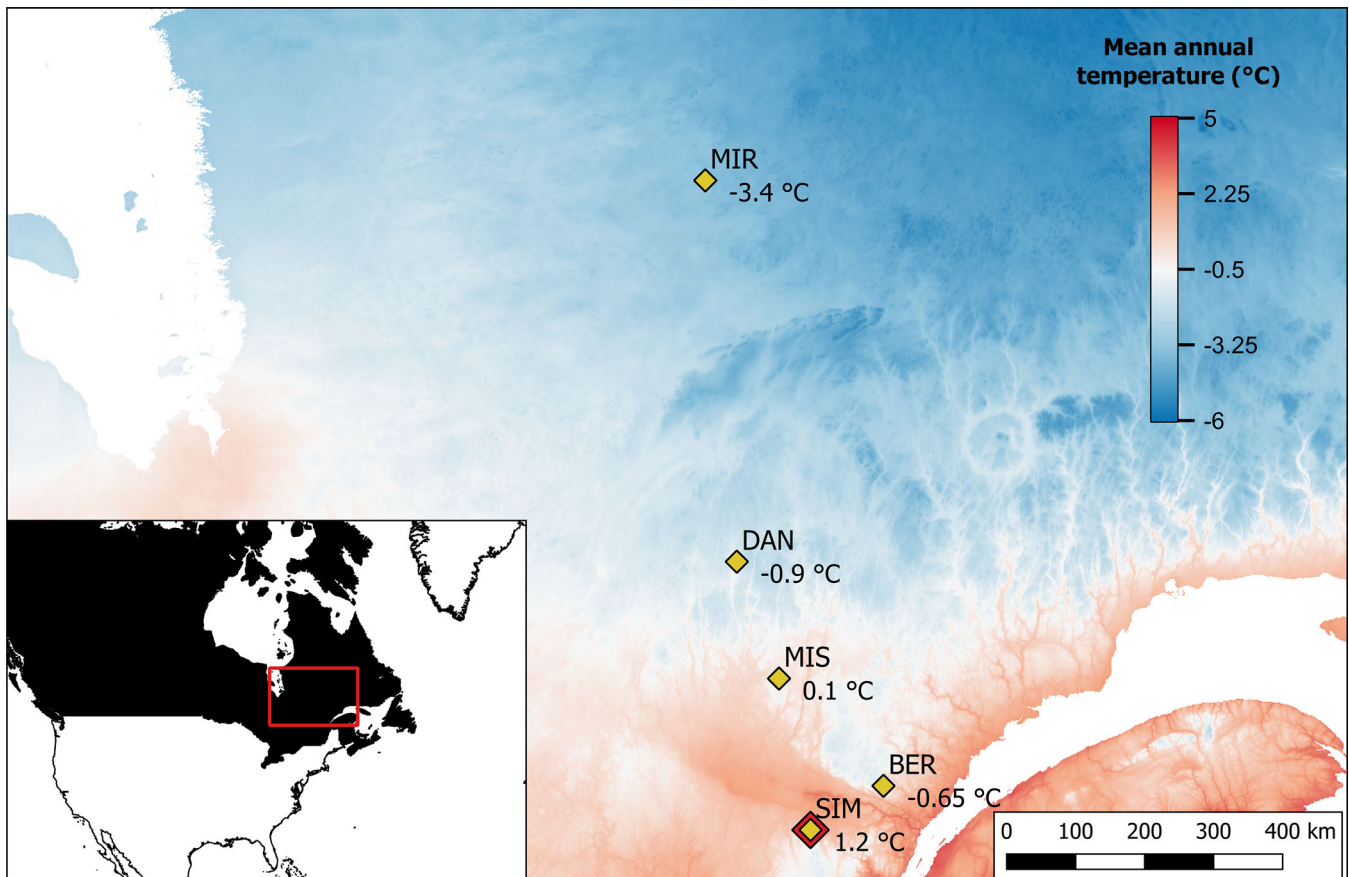 Mean annual
temperature (°C)
5
2.25
-0.5
-3.25
-6
MIR
-3.4 °C
DAN
-0.9 °C
MIS
0.1 °C
BER
-0.65 °C
SIM
1.2 °C
0 100 200 300 400 km